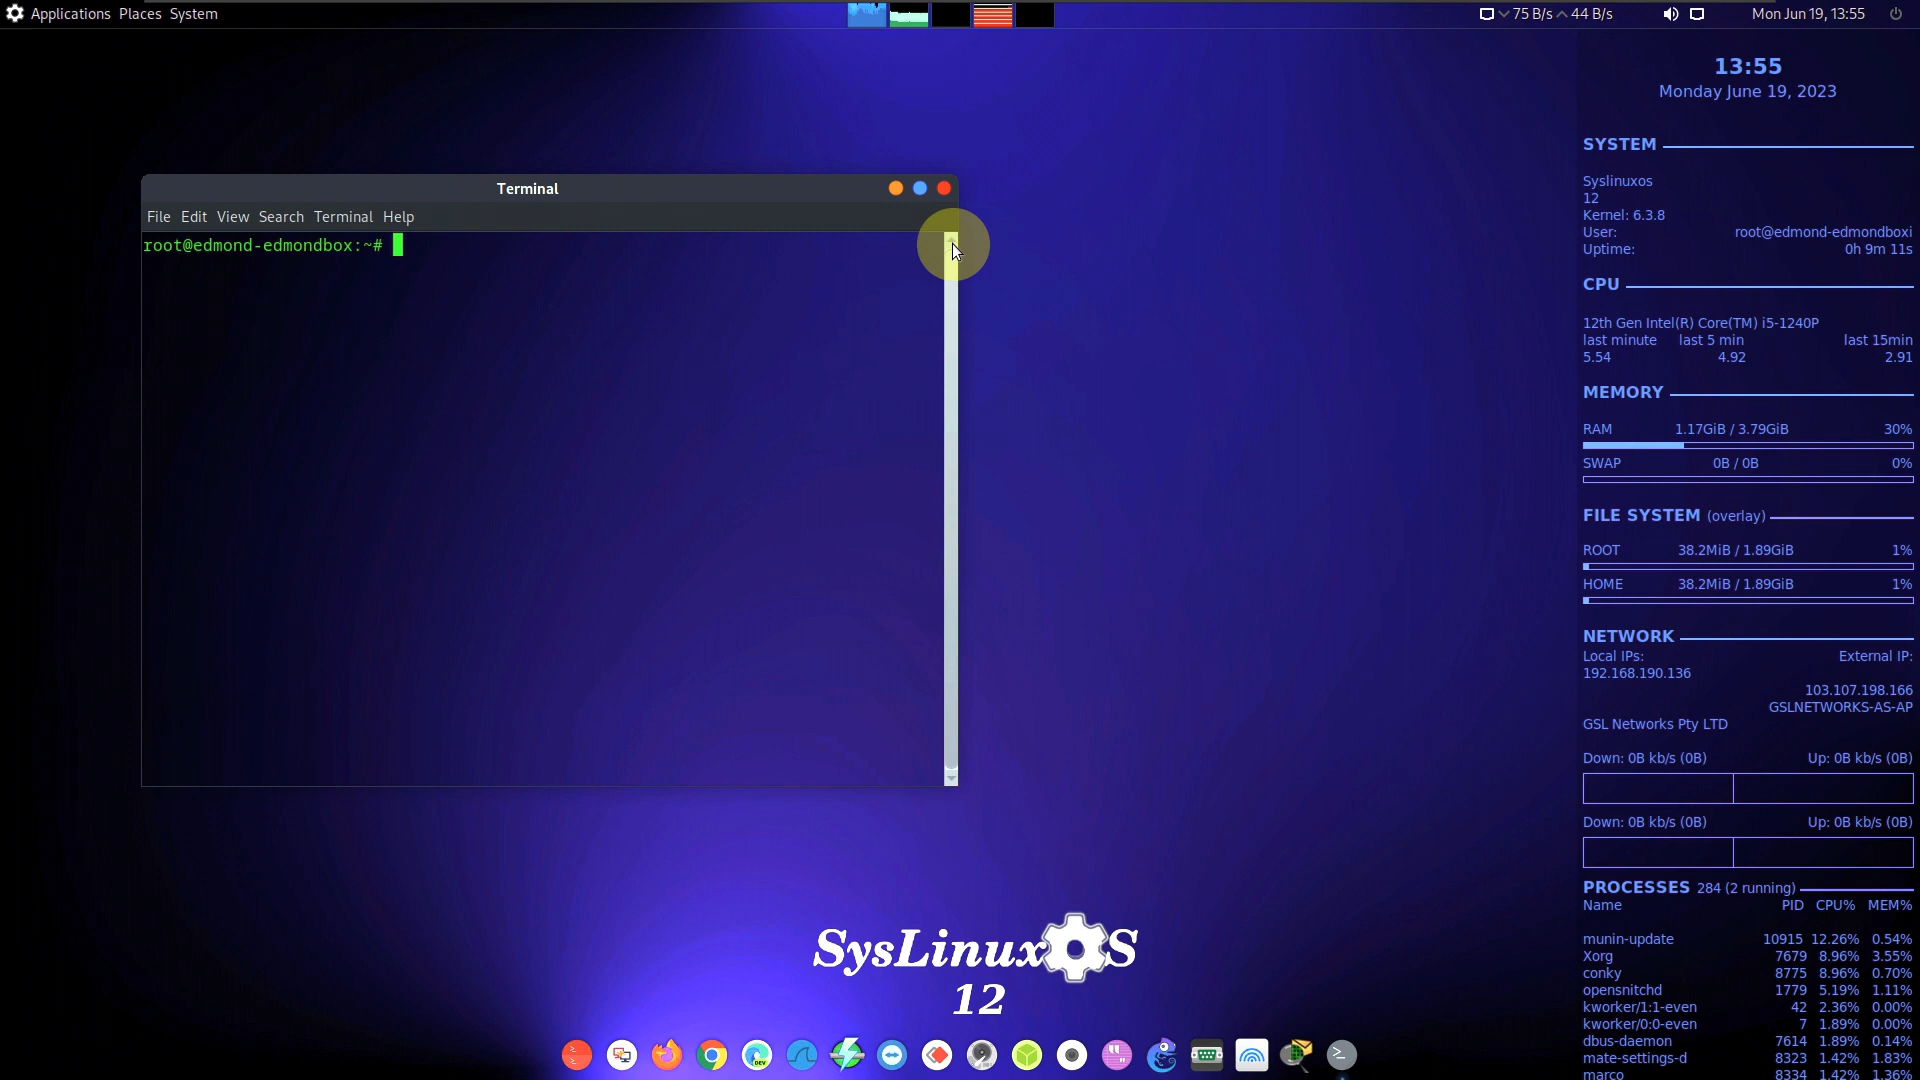 Applications Places System
75 B/s 44 B/s
Mon Jun 19, 13:55
Terminal
File Edit View Search Terminal Help
root@edmond-edmondbox:~#
13:55
Monday June 19, 2023
SYSTEM
Syslinuxos
12
Kernel: 6.3.8
User: root@edmond-edmondboxi
Uptime: 0h 9m 11s
CPU
12th Gen Intel(R) Core(TM) i5-1240P
last minute last 5 min last 15min
5.54 4.92 2.91
MEMORY
RAM 1.17GiB / 3.79GiB 30%
SWAP 0B / 0B 0%
FILE SYSTEM (overlay)
ROOT 38.2MiB / 1.89GiB 1%
HOME 38.2MiB / 1.89GiB 1%
NETWORK
Local IPs: External IP:
192.168.190.136
103.107.198.166
GSLNETWORKS-AS-AP
GSL Networks Pty LTD
Down: 0B kb/s (0B) Up: 0B kb/s (0B)
Down: 0B kb/s (0B) Up: 0B kb/s (0B)
PROCESSES 284 (2 running)
Name PID CPU% MEM%
munin-update 10915 12.26% 0.54%
Xorg 7679 8.96% 3.55%
conky 8775 8.96% 0.70%
opensnitchd 1779 5.19% 1.11%
kworker/1:1-even 42 2.36% 0.00%
kworker/0:0-even 7 1.89% 0.00%
dbus-daemon 7614 1.89% 0.14%
mate-settings-d 8323 1.42% 1.83%
marco 8334 1.42% 1.36%
SysLinuxOS
12
DEV